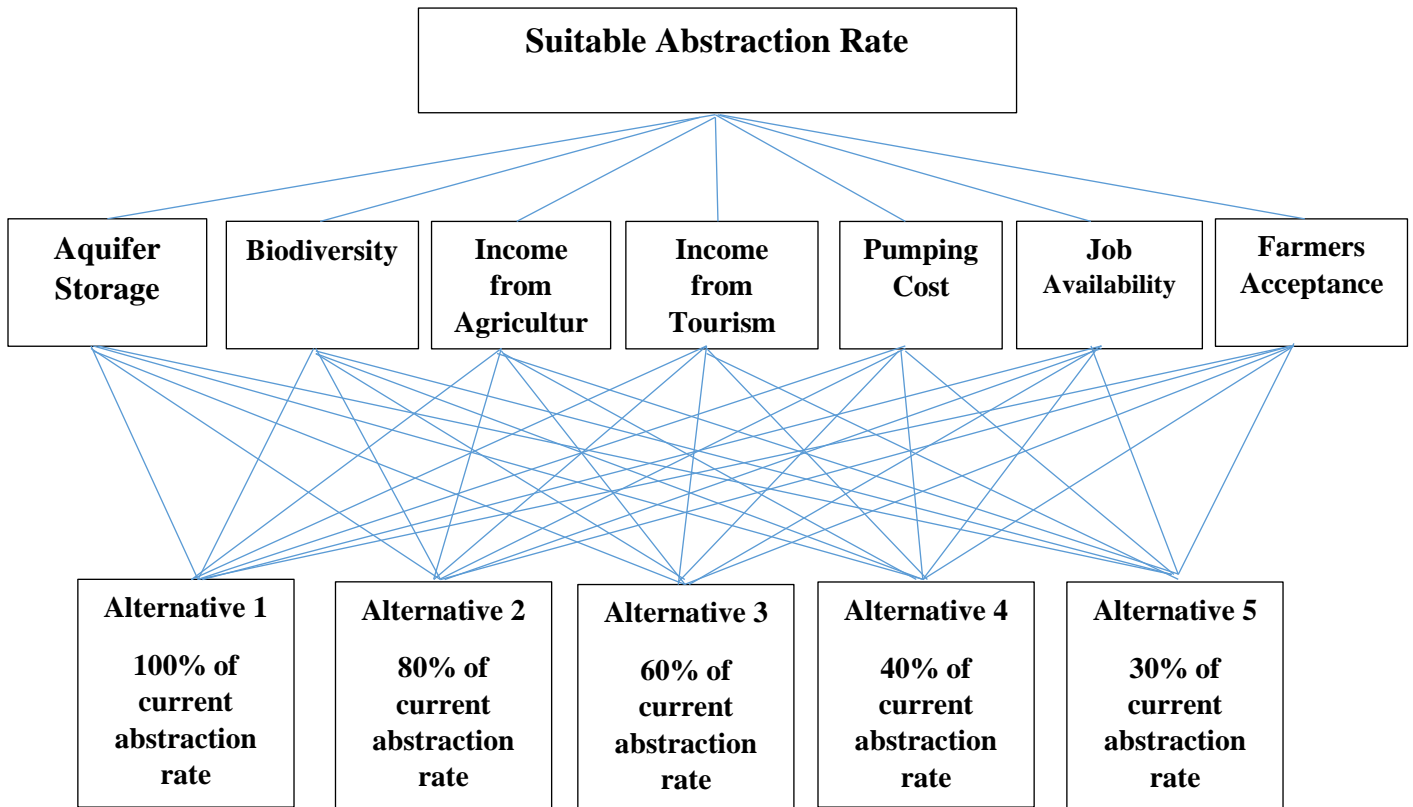 Suitable Abstraction Rate
Aquifer
Storage
Biodiversity
Income
from
Agricultur
Income
from
Tourism
Pumping
Cost
Job
Availability
Farmers
Acceptance
Alternative 1
100% of
current
abstraction
rate
Alternative 2
80% of
current
abstraction
rate
Alternative 3
60% of
current
abstraction
rate
Alternative 4
40% of
current
abstraction
rate
Alternative 5
30% of
current
abstraction
rate